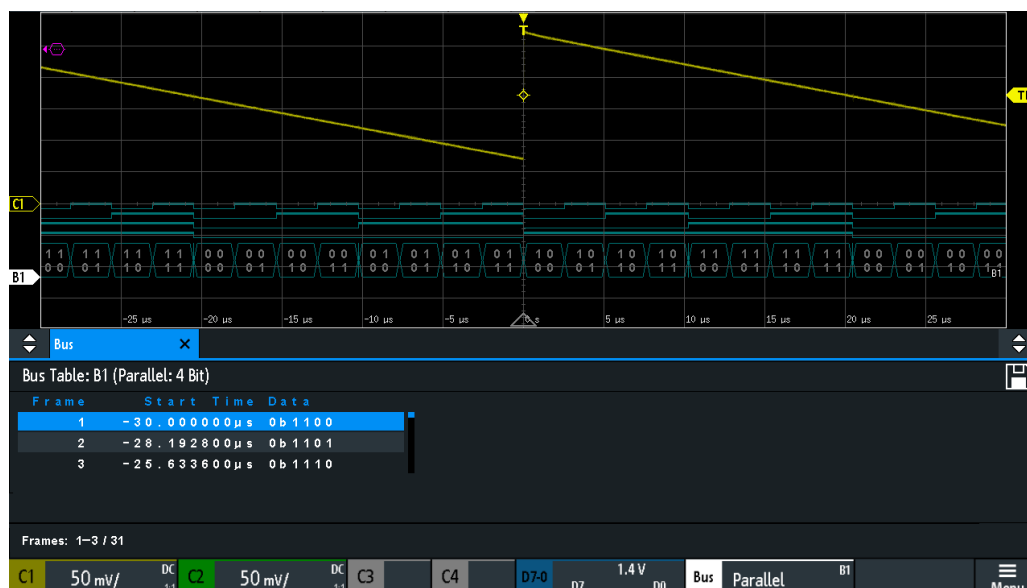 T
C1
11 11 11 11 00 00 00 00 01 01 01 01 10 10 10 10 11 11 11 11 00 00 00 00
00 01 10 11 00 01 10 11 00 01 10 11 00 01 10 11 00 01 10 11 00 01 10
B1 B1
-25 µs -20 µs -15 µs -10 µs -5 µs 0 s 5 µs 10 µs 15 µs 20 µs 25 µs
Bus ×
Bus Table: B1 (Parallel: 4 Bit)
Frame Start Time Data
1 -30.000000µs 0b1100
2 -28.192800µs 0b1101
3 -25.633600µs 0b1110
Frames: 1-3 / 31
C1 50 mV/ DC 1:1 C2 50 mV/ DC 1:1 C3 C4 D7-0 1.4 V D7 D0 Bus Parallel B1 Menu